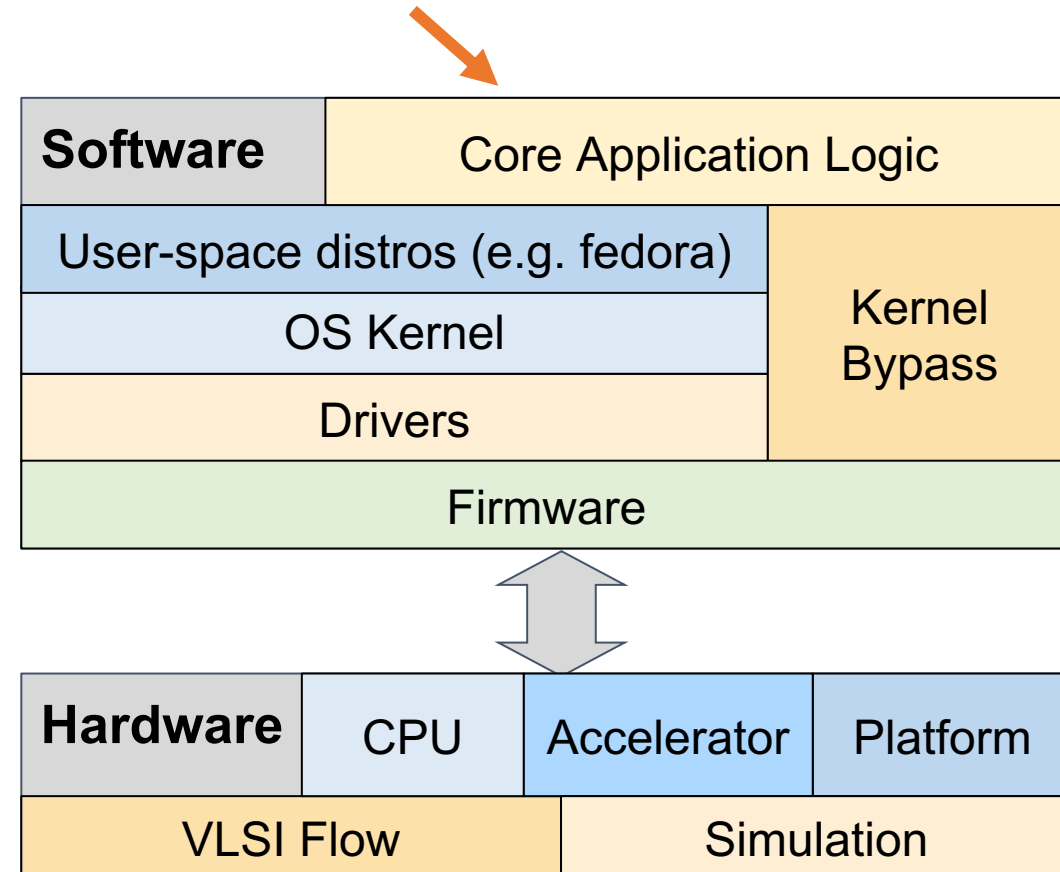 Software
Core Application Logic
User-space distros (e.g. fedora)
OS Kernel
Kernel
Bypass
Drivers
Firmware
Hardware
CPU
Accelerator
Platform
VLSI Flow
Simulation